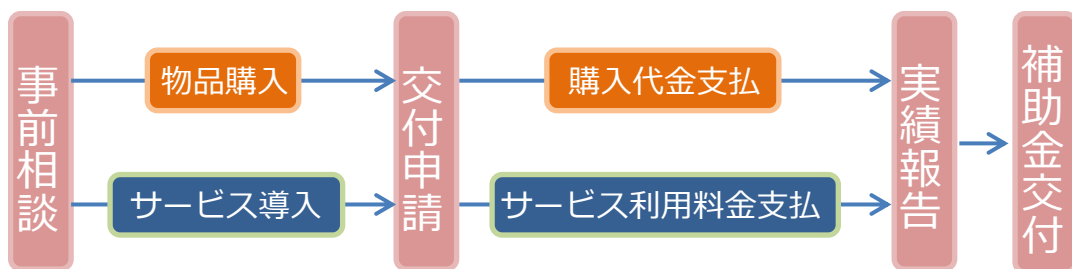 事前相談
物品購入
サービス導入
交付申請
購入代金支払
サービス利用料金支払
実績報告
補助金交付